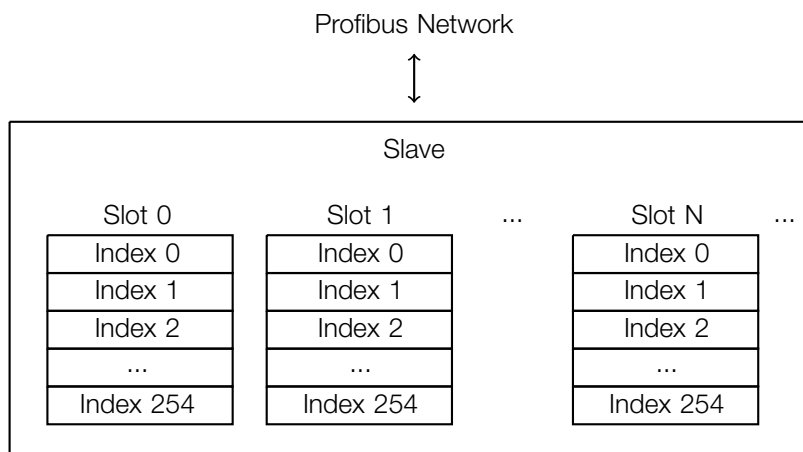 Profibus Network
Slave
Slot 0 Slot 1 ... Slot N ...
Index 0 Index 0 Index 0
Index 1 Index 1 Index 1
Index 2 Index 2 Index 2
... ... ...
Index 254 Index 254 Index 254